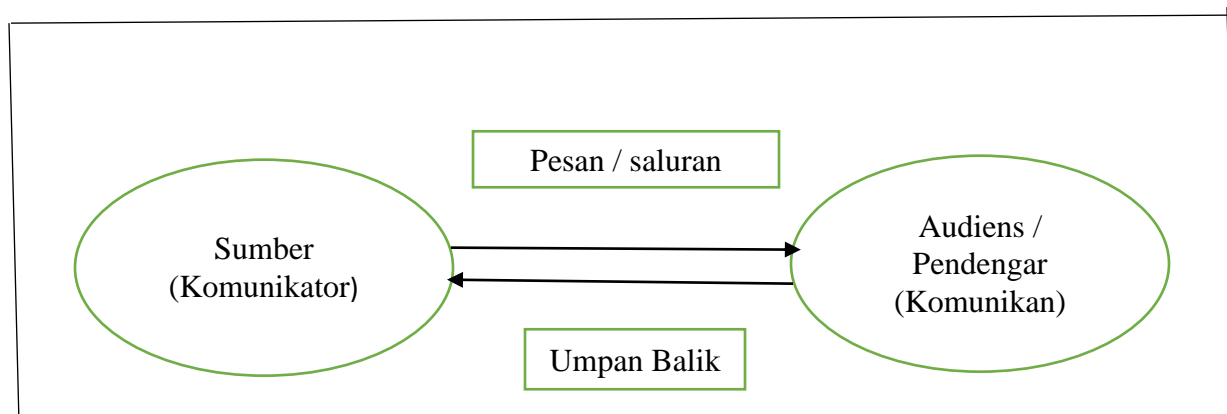 Pesan / saluran
Sumber
(Komunikator)
Audiens /
Pendengar
(Komunikan)
Umpan Balik